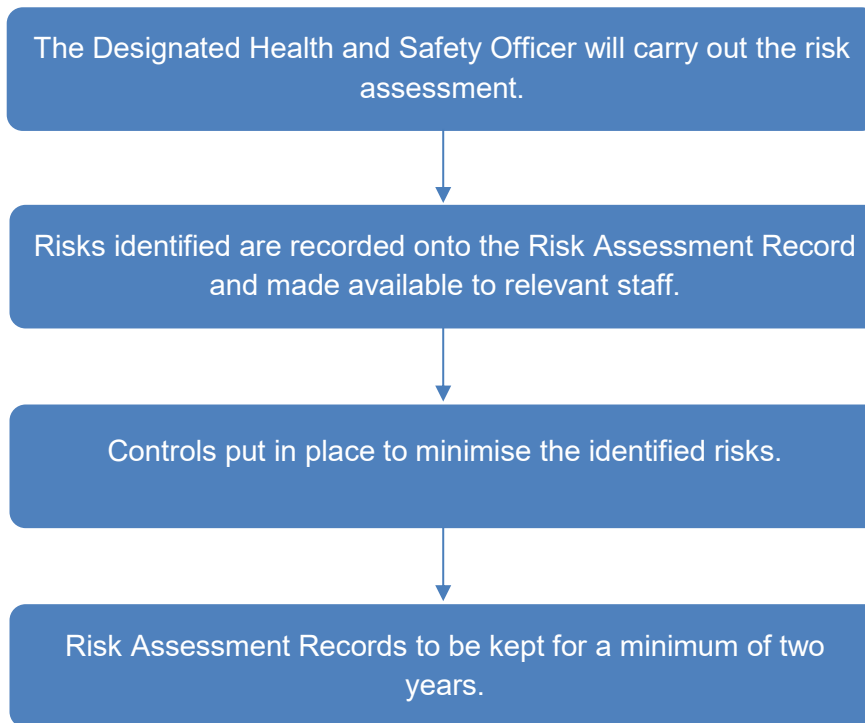 The Designated Health and Safety Officer will carry out the risk
assessment.
Risks identified are recorded onto the Risk Assessment Record
and made available to relevant staff.
Controls put in place to minimise the identified risks.
Risk Assessment Records to be kept for a minimum of two
years.